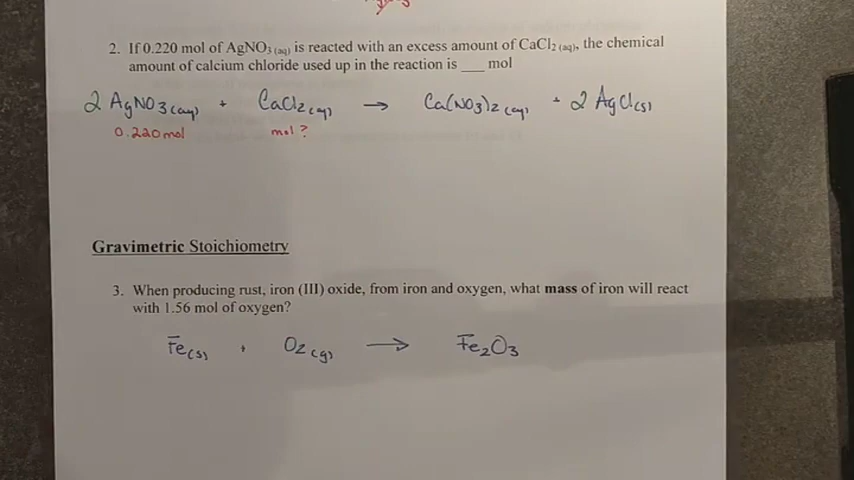 2. If 0.220 mol of AgNO3 (aq) is reacted with an excess amount of CaCl2 (aq), the chemical
amount of calcium chloride used up in the reaction is ___ mol
2 AgNO3(aq) + CaCl2(aq) → Ca(NO3)2(aq) + 2 AgCl(s)
0.220 mol mol ?
Gravimetric Stoichiometry
3. When producing rust, iron (III) oxide, from iron and oxygen, what mass of iron will react
with 1.56 mol of oxygen?
Fe(s) + O2(g) → Fe2O3